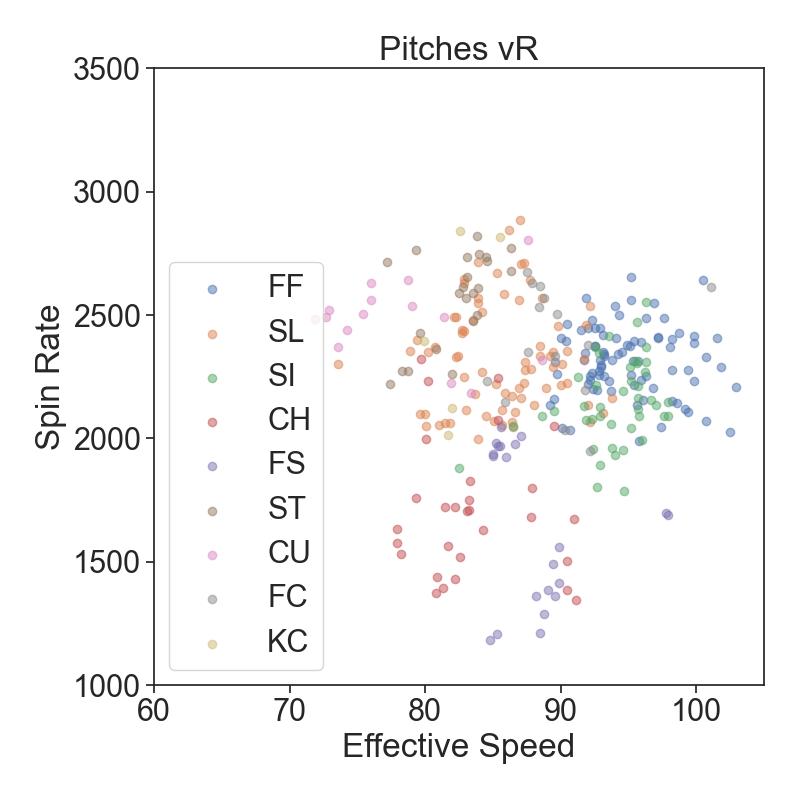 Pitches vR
3500
3000
2500
2000
1500
1000
Spin Rate
FF
SL
SI
CH
FS
ST
CU
FC
KC
60 70 80 90 100
Effective Speed